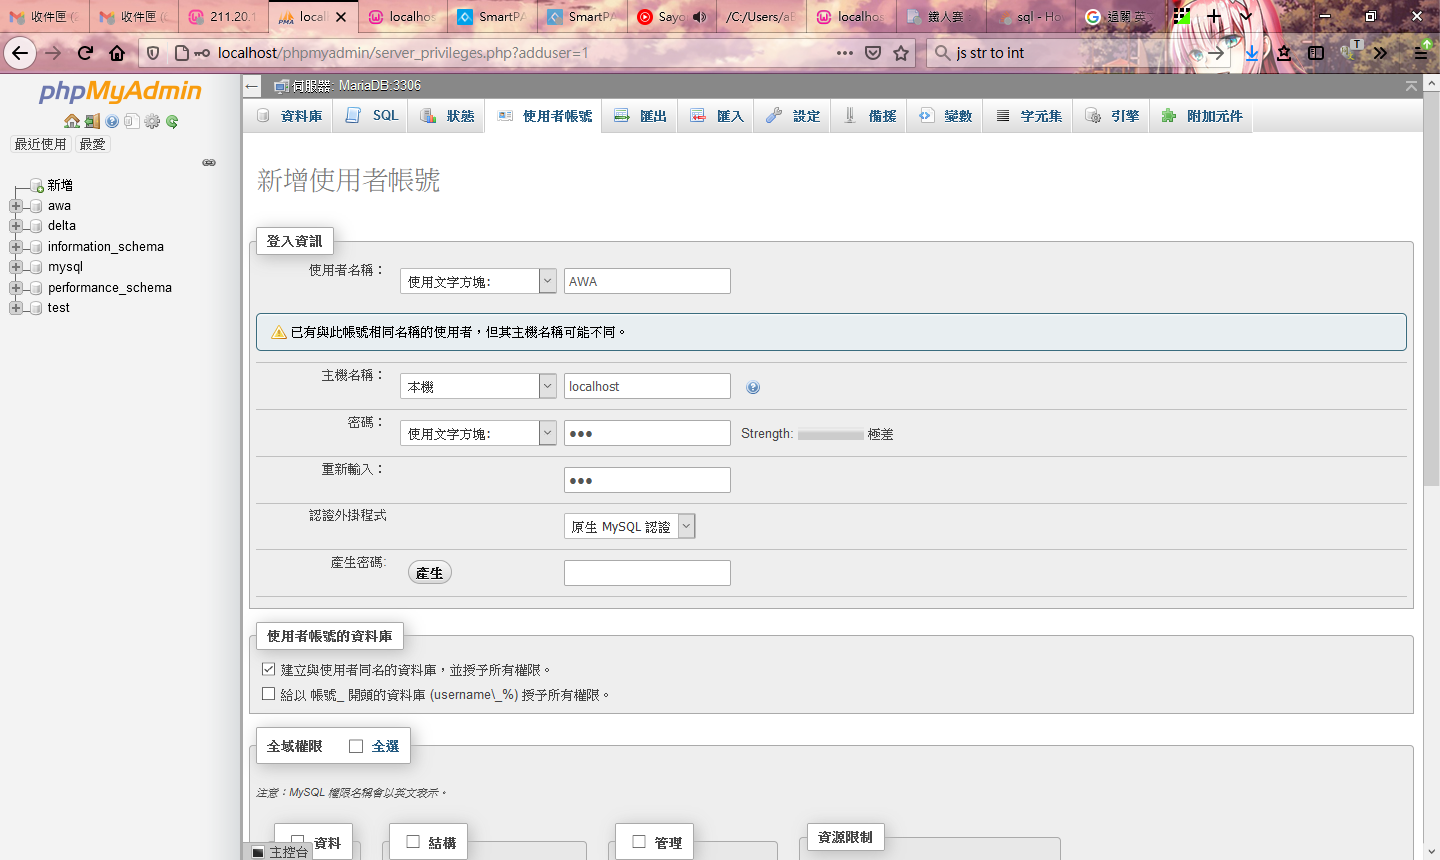 收件匣 (2
收件匣 (
211.20.1
PMA
local
localhos
SmartPA
SmartPA
Sayo
/C:/Users/aE
localhos
鐵人賽
sql - Ho
過關 英
localhost/phpmyadmin/server_privileges.php?adduser=1
js str to int
T
phpMyAdmin
最近使用 最愛
新增
awa
delta
information_schema
mysql
performance_schema
test
伺服器: MariaDB:3306
資料庫 SQL 狀態 使用者帳號 匯出 匯入 設定 備援 變數 字元集 引擎 附加元件
新增使用者帳號
登入資訊
使用者名稱： 使用文字方塊: AWA
已有與此帳號相同名稱的使用者，但其主機名稱可能不同。
主機名稱： 本機 localhost
密碼： 使用文字方塊: ●●● Strength: 極差
重新輸入： ●●●
認證外掛程式 原生 MySQL 認證
產生密碼: 產生
使用者帳號的資料庫
建立與使用者同名的資料庫，並授予所有權限。
給以 帳號_ 開頭的資料庫 (username\_%) 授予所有權限。
全域權限 全選
注意：MySQL 權限名稱會以英文表示。
資料 結構 管理 資源限制
主控台